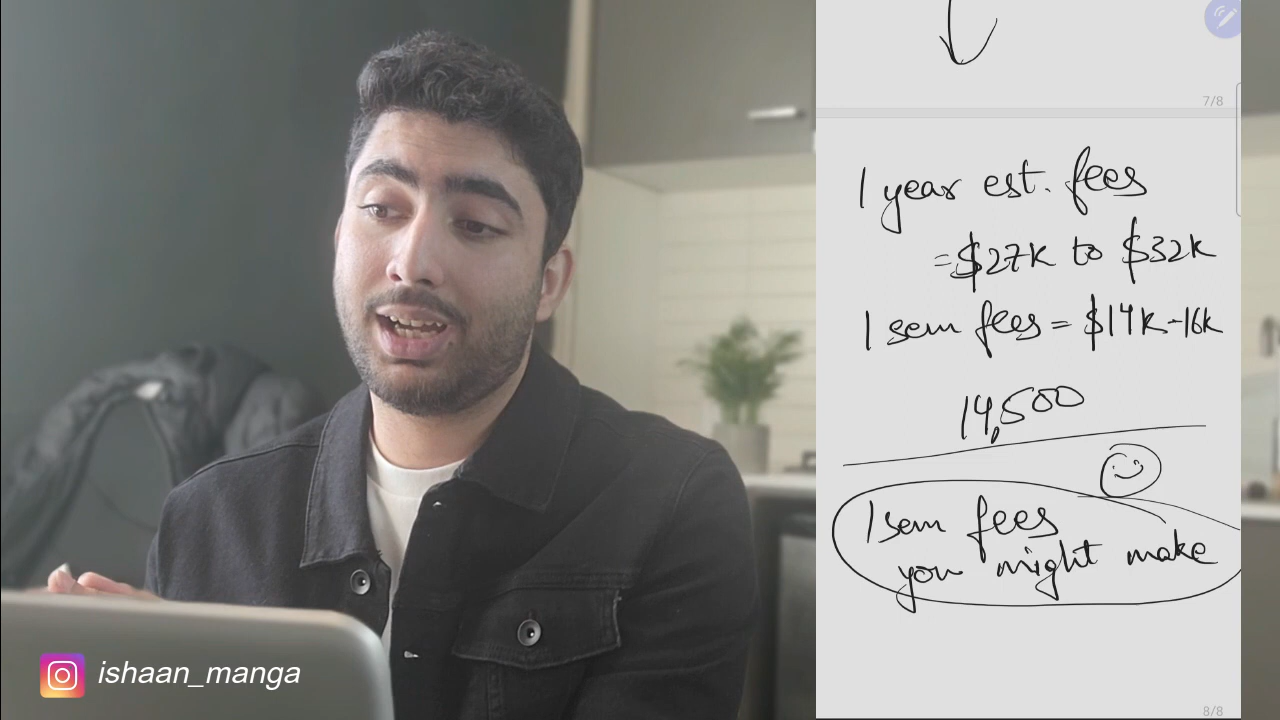 7/8
1 year est. fees
= $27K to $32K
1 sem fees = $14K-16K
14,500
1 sem fees
you might make
ishaan_manga
8/8